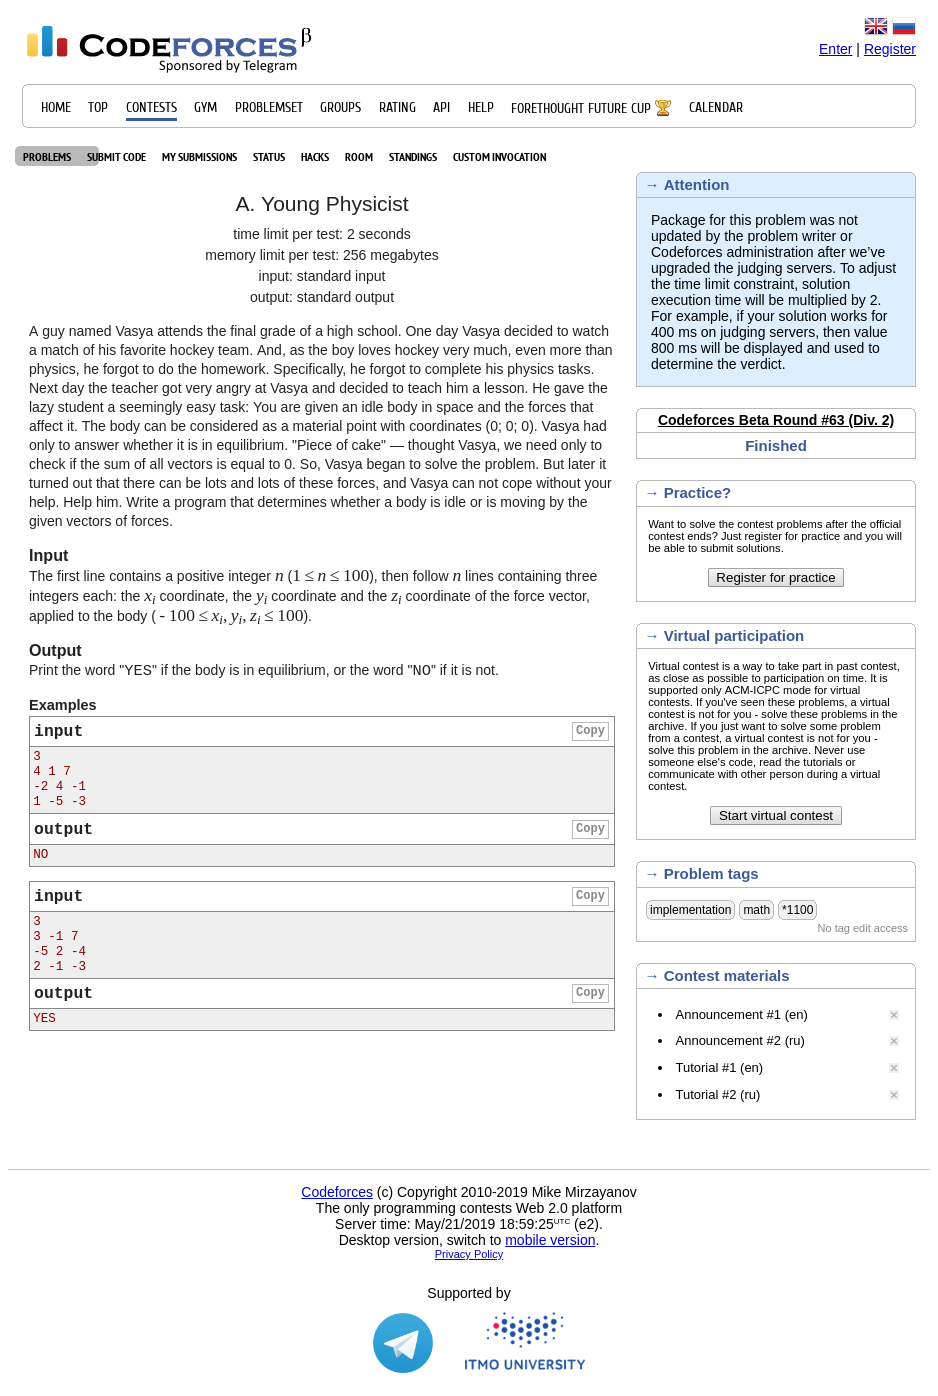 CODEFORCES β
Sponsored by Telegram
Enter | Register
HOME TOP CONTESTS GYM PROBLEMSET GROUPS RATING API HELP FORETHOUGHT FUTURE CUP CALENDAR
PROBLEMS SUBMIT CODE MY SUBMISSIONS STATUS HACKS ROOM STANDINGS CUSTOM INVOCATION
A. Young Physicist
time limit per test: 2 seconds
memory limit per test: 256 megabytes
input: standard input
output: standard output
A guy named Vasya attends the final grade of a high school. One day Vasya decided to watch
a match of his favorite hockey team. And, as the boy loves hockey very much, even more than
physics, he forgot to do the homework. Specifically, he forgot to complete his physics tasks.
Next day the teacher got very angry at Vasya and decided to teach him a lesson. He gave the
lazy student a seemingly easy task: You are given an idle body in space and the forces that
affect it. The body can be considered as a material point with coordinates (0; 0; 0). Vasya had
only to answer whether it is in equilibrium. "Piece of cake" — thought Vasya, we need only to
check if the sum of all vectors is equal to 0. So, Vasya began to solve the problem. But later it
turned out that there can be lots and lots of these forces, and Vasya can not cope without your
help. Help him. Write a program that determines whether a body is idle or is moving by the
given vectors of forces.
Input
The first line contains a positive integer n (1 ≤ n ≤ 100), then follow n lines containing three
integers each: the xi coordinate, the yi coordinate and the zi coordinate of the force vector,
applied to the body ( - 100 ≤ xi, yi, zi ≤ 100).
Output
Print the word "YES" if the body is in equilibrium, or the word "NO" if it is not.
Examples
input Copy
3
4 1 7
-2 4 -1
1 -5 -3
output Copy
NO
input Copy
3
3 -1 7
-5 2 -4
2 -1 -3
output Copy
YES
→ Attention
Package for this problem was not
updated by the problem writer or
Codeforces administration after we’ve
upgraded the judging servers. To adjust
the time limit constraint, solution
execution time will be multiplied by 2.
For example, if your solution works for
400 ms on judging servers, then value
800 ms will be displayed and used to
determine the verdict.
Codeforces Beta Round #63 (Div. 2)
Finished
→ Practice?
Want to solve the contest problems after the official
contest ends? Just register for practice and you will
be able to submit solutions.
Register for practice
→ Virtual participation
Virtual contest is a way to take part in past contest,
as close as possible to participation on time. It is
supported only ACM-ICPC mode for virtual
contests. If you've seen these problems, a virtual
contest is not for you - solve these problems in the
archive. If you just want to solve some problem
from a contest, a virtual contest is not for you -
solve this problem in the archive. Never use
someone else's code, read the tutorials or
communicate with other person during a virtual
contest.
Start virtual contest
→ Problem tags
implementation math *1100
No tag edit access
→ Contest materials
Announcement #1 (en)
Announcement #2 (ru)
Tutorial #1 (en)
Tutorial #2 (ru)
Codeforces (c) Copyright 2010-2019 Mike Mirzayanov
The only programming contests Web 2.0 platform
Server time: May/21/2019 18:59:25UTC (e2).
Desktop version, switch to mobile version.
Privacy Policy
Supported by
ITMO UNIVERSITY